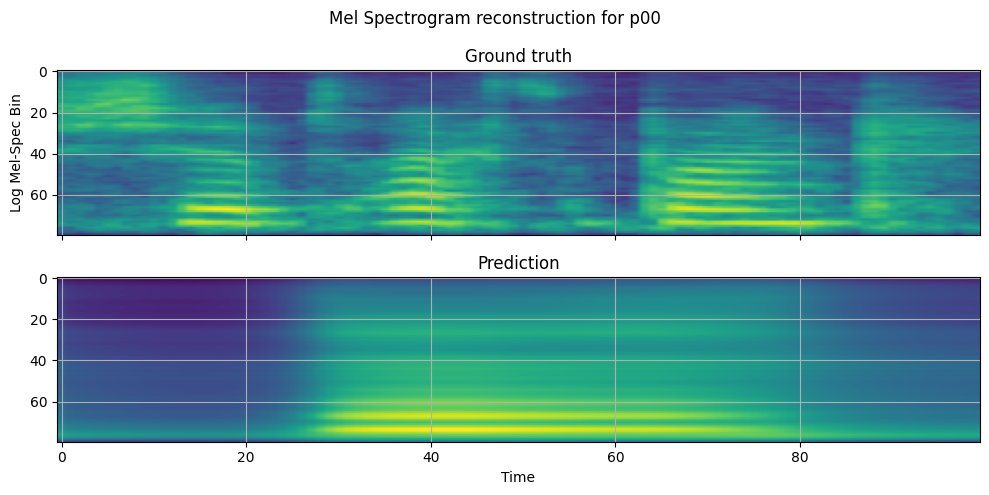 Mel Spectrogram reconstruction for p00
Ground truth
Log Mel-Spec Bin
0
20
40
60
Prediction
0
20
40
60
0 20 40 60 80
Time